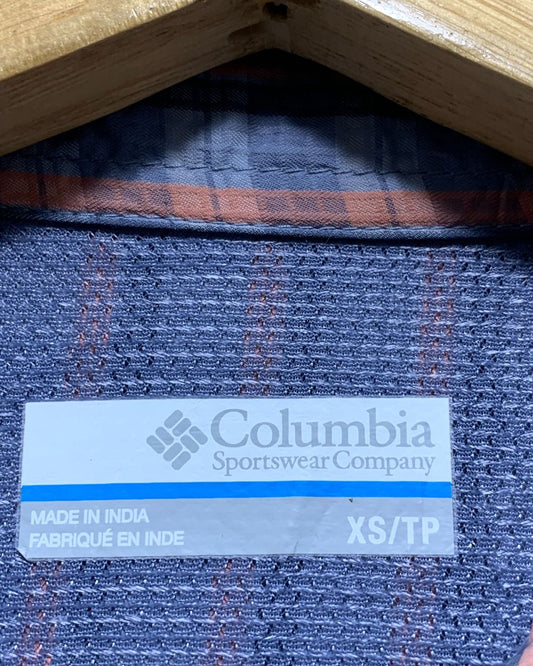 Columbia
Sportswear Company
MADE IN INDIA
FABRIQUÉ EN INDE
XS/TP